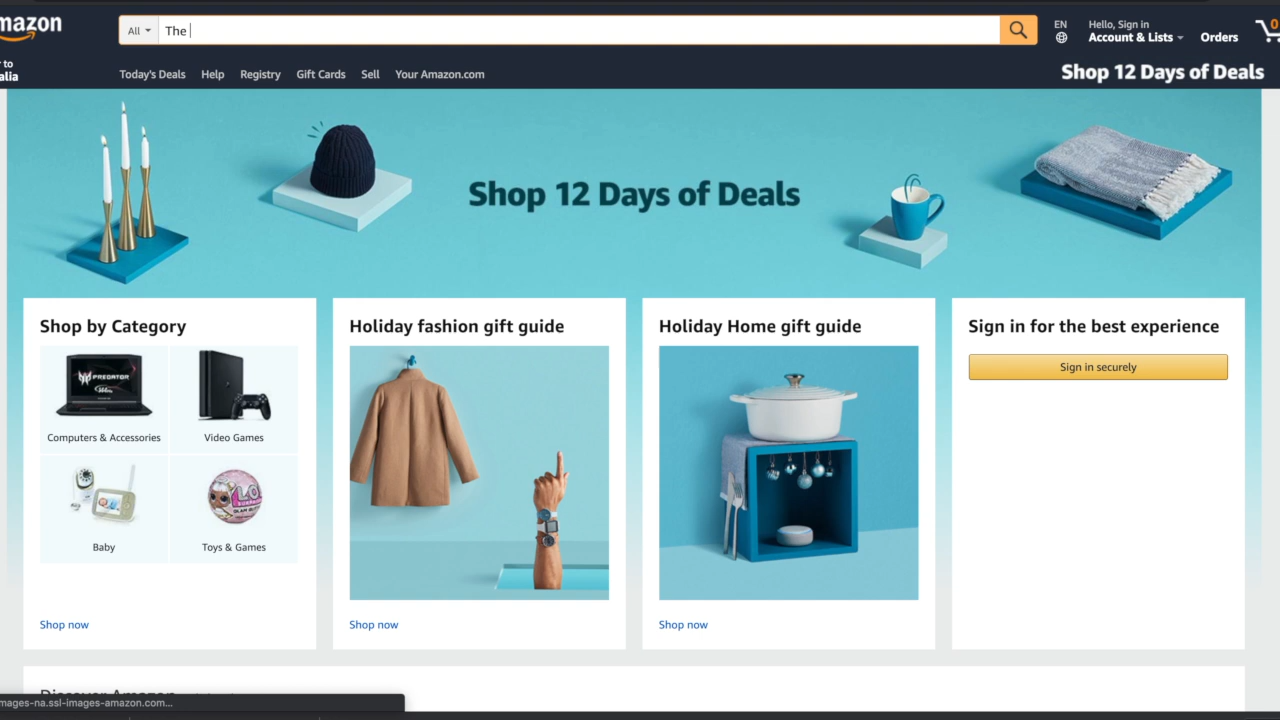 mazon
All
The
EN
Hello, Sign in
Account & Lists
Orders
0
to
alia
Today's Deals
Help
Registry
Gift Cards
Sell
Your Amazon.com
Shop 12 Days of Deals
Shop 12 Days of Deals
Shop by Category
PREDATOR
Computers & Accessories
Video Games
Baby
Toys & Games
Shop now
Holiday fashion gift guide
Shop now
Holiday Home gift guide
Shop now
Sign in for the best experience
Sign in securely
Discover Amazon
mages-na.ssl-images-amazon.com...